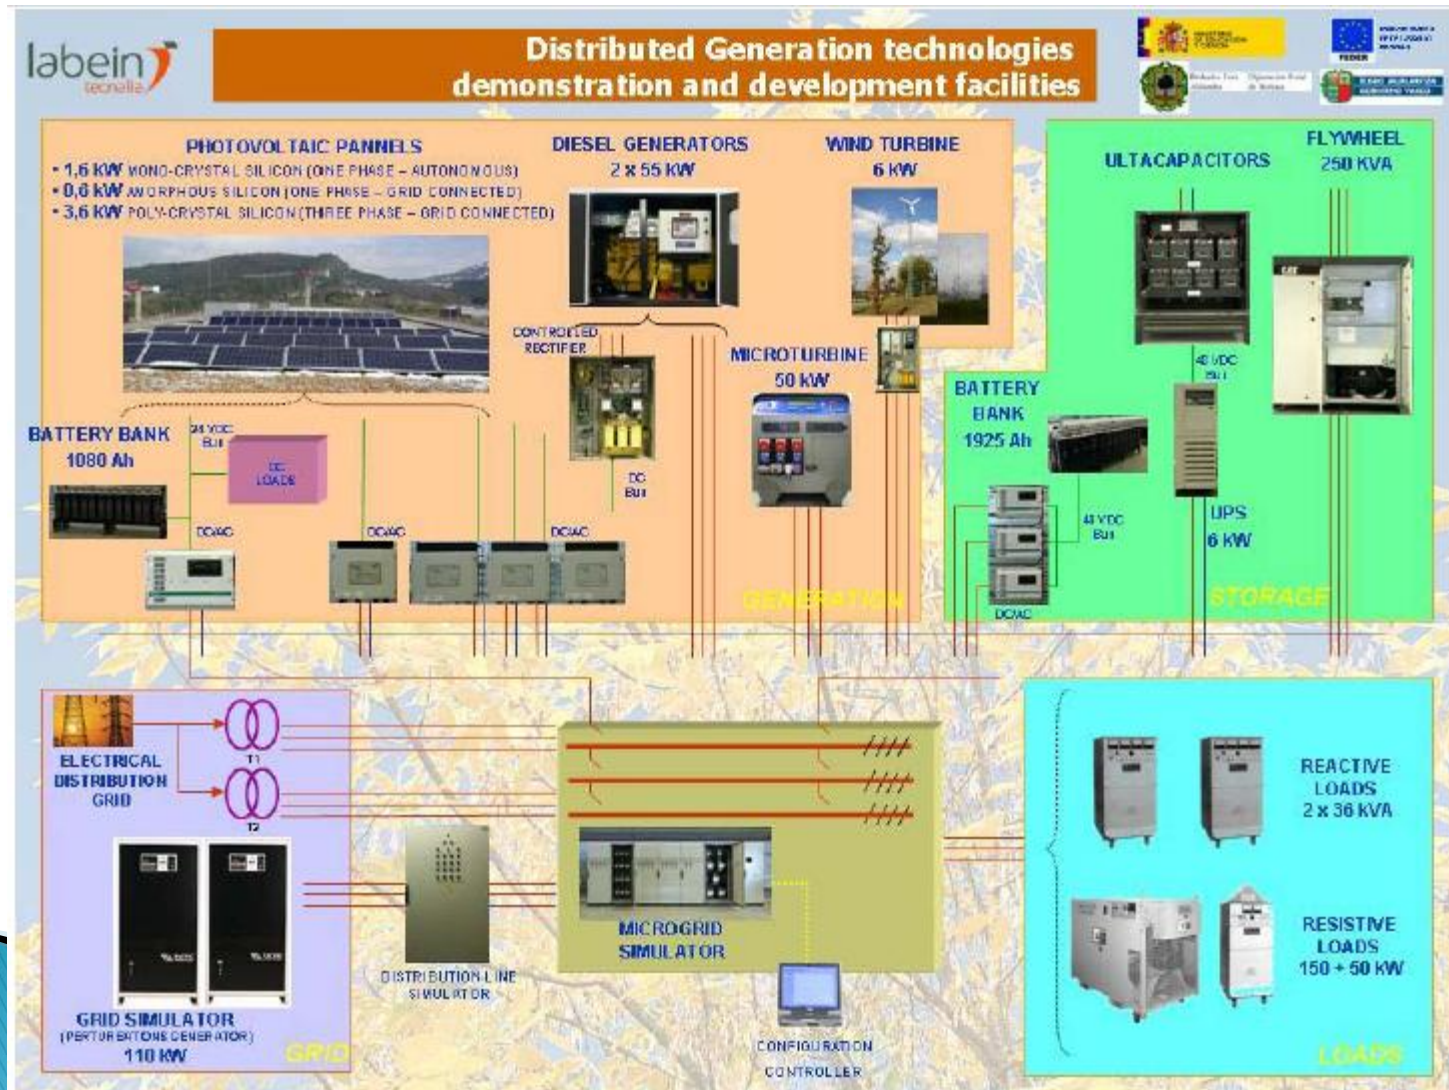 labein
tecnalia
Distributed Generation technologies
demonstration and development facilities
FEDER
PHOTOVOLTAIC PANNELS
• 1,6 kW MONO-CRYSTAL SILICON (ONE PHASE – AUTONOMOUS)
• 0,6 kW AMORPHOUS SILICON (ONE PHASE – GRID CONNECTED)
• 3,6 kW POLY-CRYSTAL SILICON (THREE PHASE – GRID CONNECTED)
DIESEL GENERATORS
2 x 55 kW
WIND TURBINE
6 kW
CONTROLLED
RECTIFIER
MICROTURBINE
50 kW
BATTERY BANK
1080 Ah
24 VDC
DC
LOADS
DC
DC/AC
DC/AC
DC/AC
GENERATION
ULTACAPACITORS
FLYWHEEL
250 KVA
48 VDC
BATTERY
BANK
1925 Ah
48 VDC
UPS
6 kW
DC/AC
STORAGE
ELECTRICAL
DISTRIBUTION
GRID
T1
T2
GRID SIMULATOR
(PERTURBATIONS GENERATOR)
110 kW
GRID
DISTRIBUTION LINE
SIMULATOR
MICROGRID
SIMULATOR
CONFIGURATION
CONTROLLER
REACTIVE
LOADS
2 x 36 kVA
RESISTIVE
LOADS
150 + 50 kW
LOADS